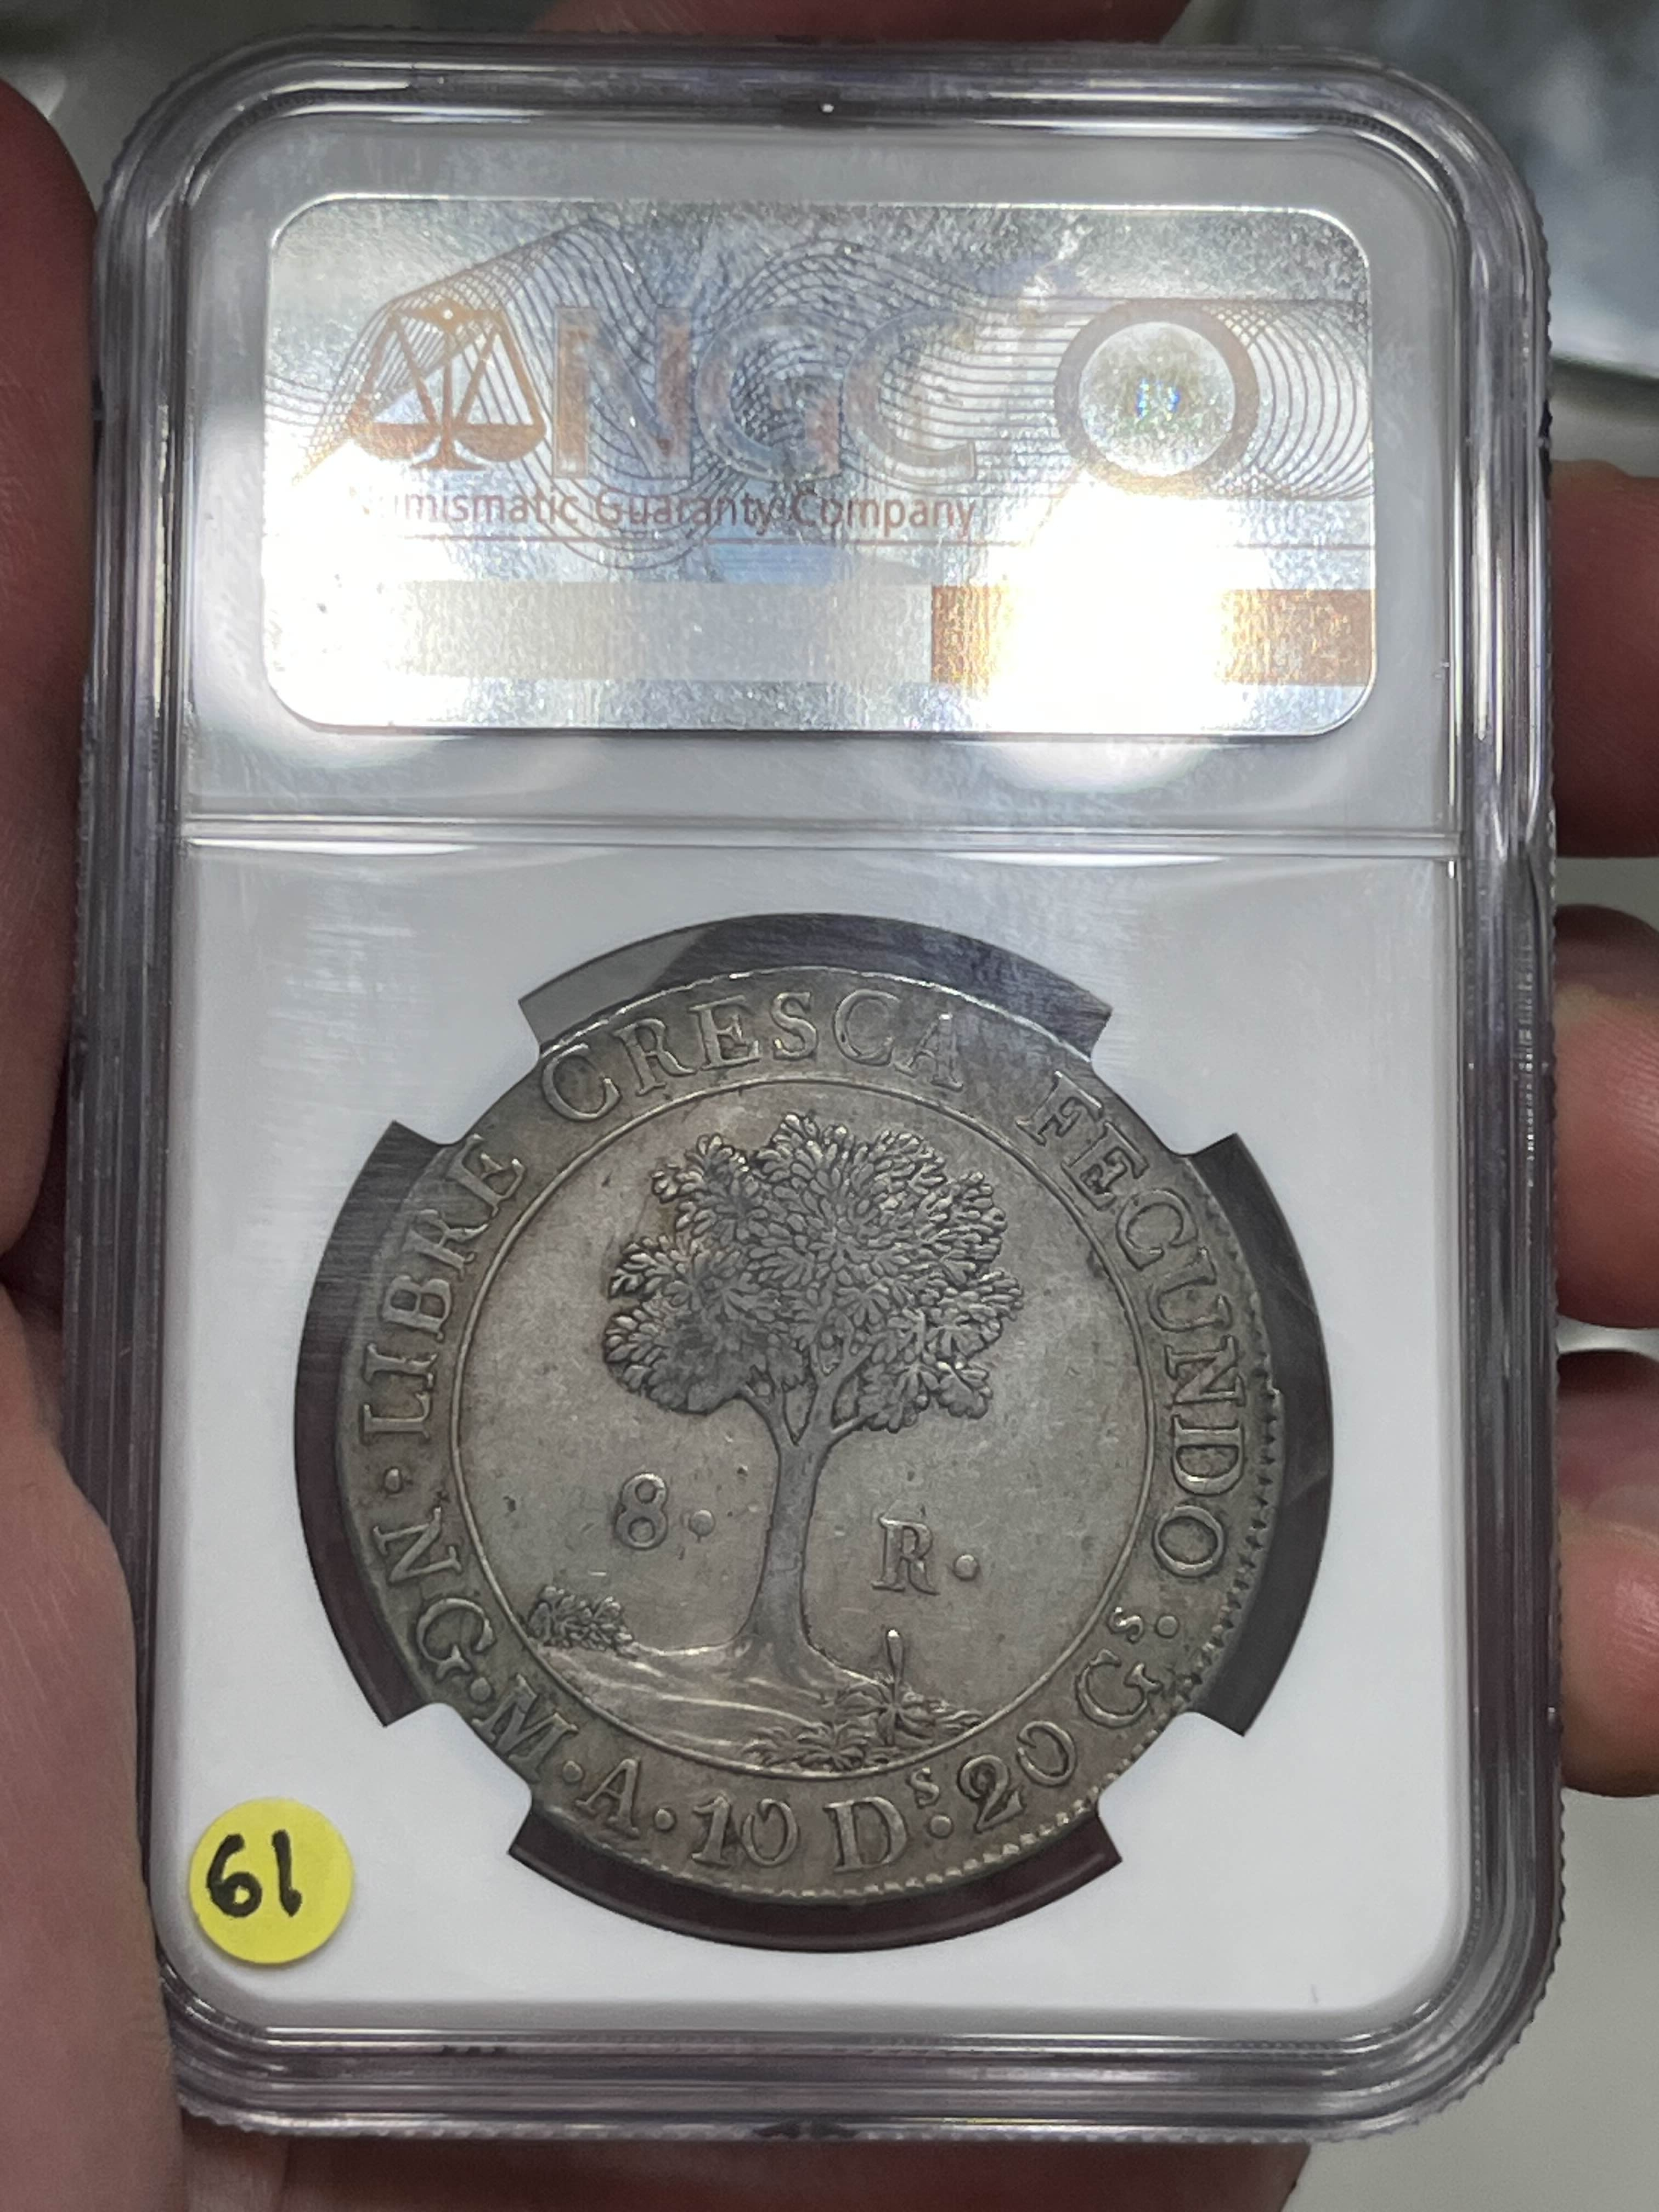 NGC
Numismatic Guaranty Company
LIBRE CRESCA FECUNDO
8. R.
·NG·M·A·10 Dˢ·20 Gˢ·
61